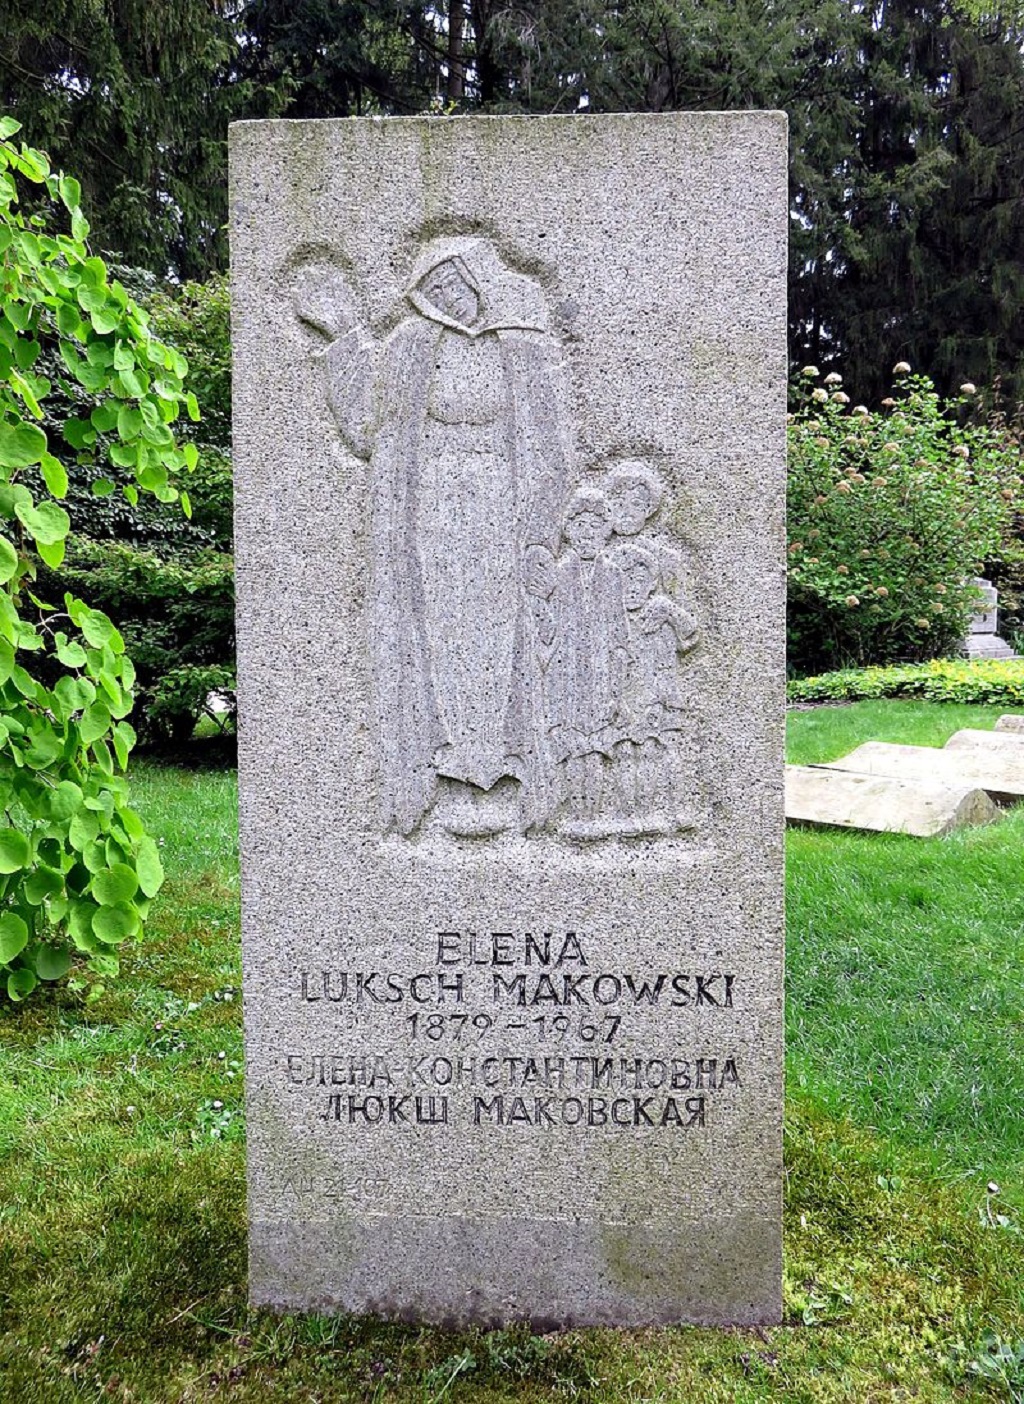 ELENA
LUKSCH MAKOWSKI
1879 - 1967
ЕЛЕНА КОНСТАНТИНОВНА
ЛЮКШ МАКОВСКАЯ